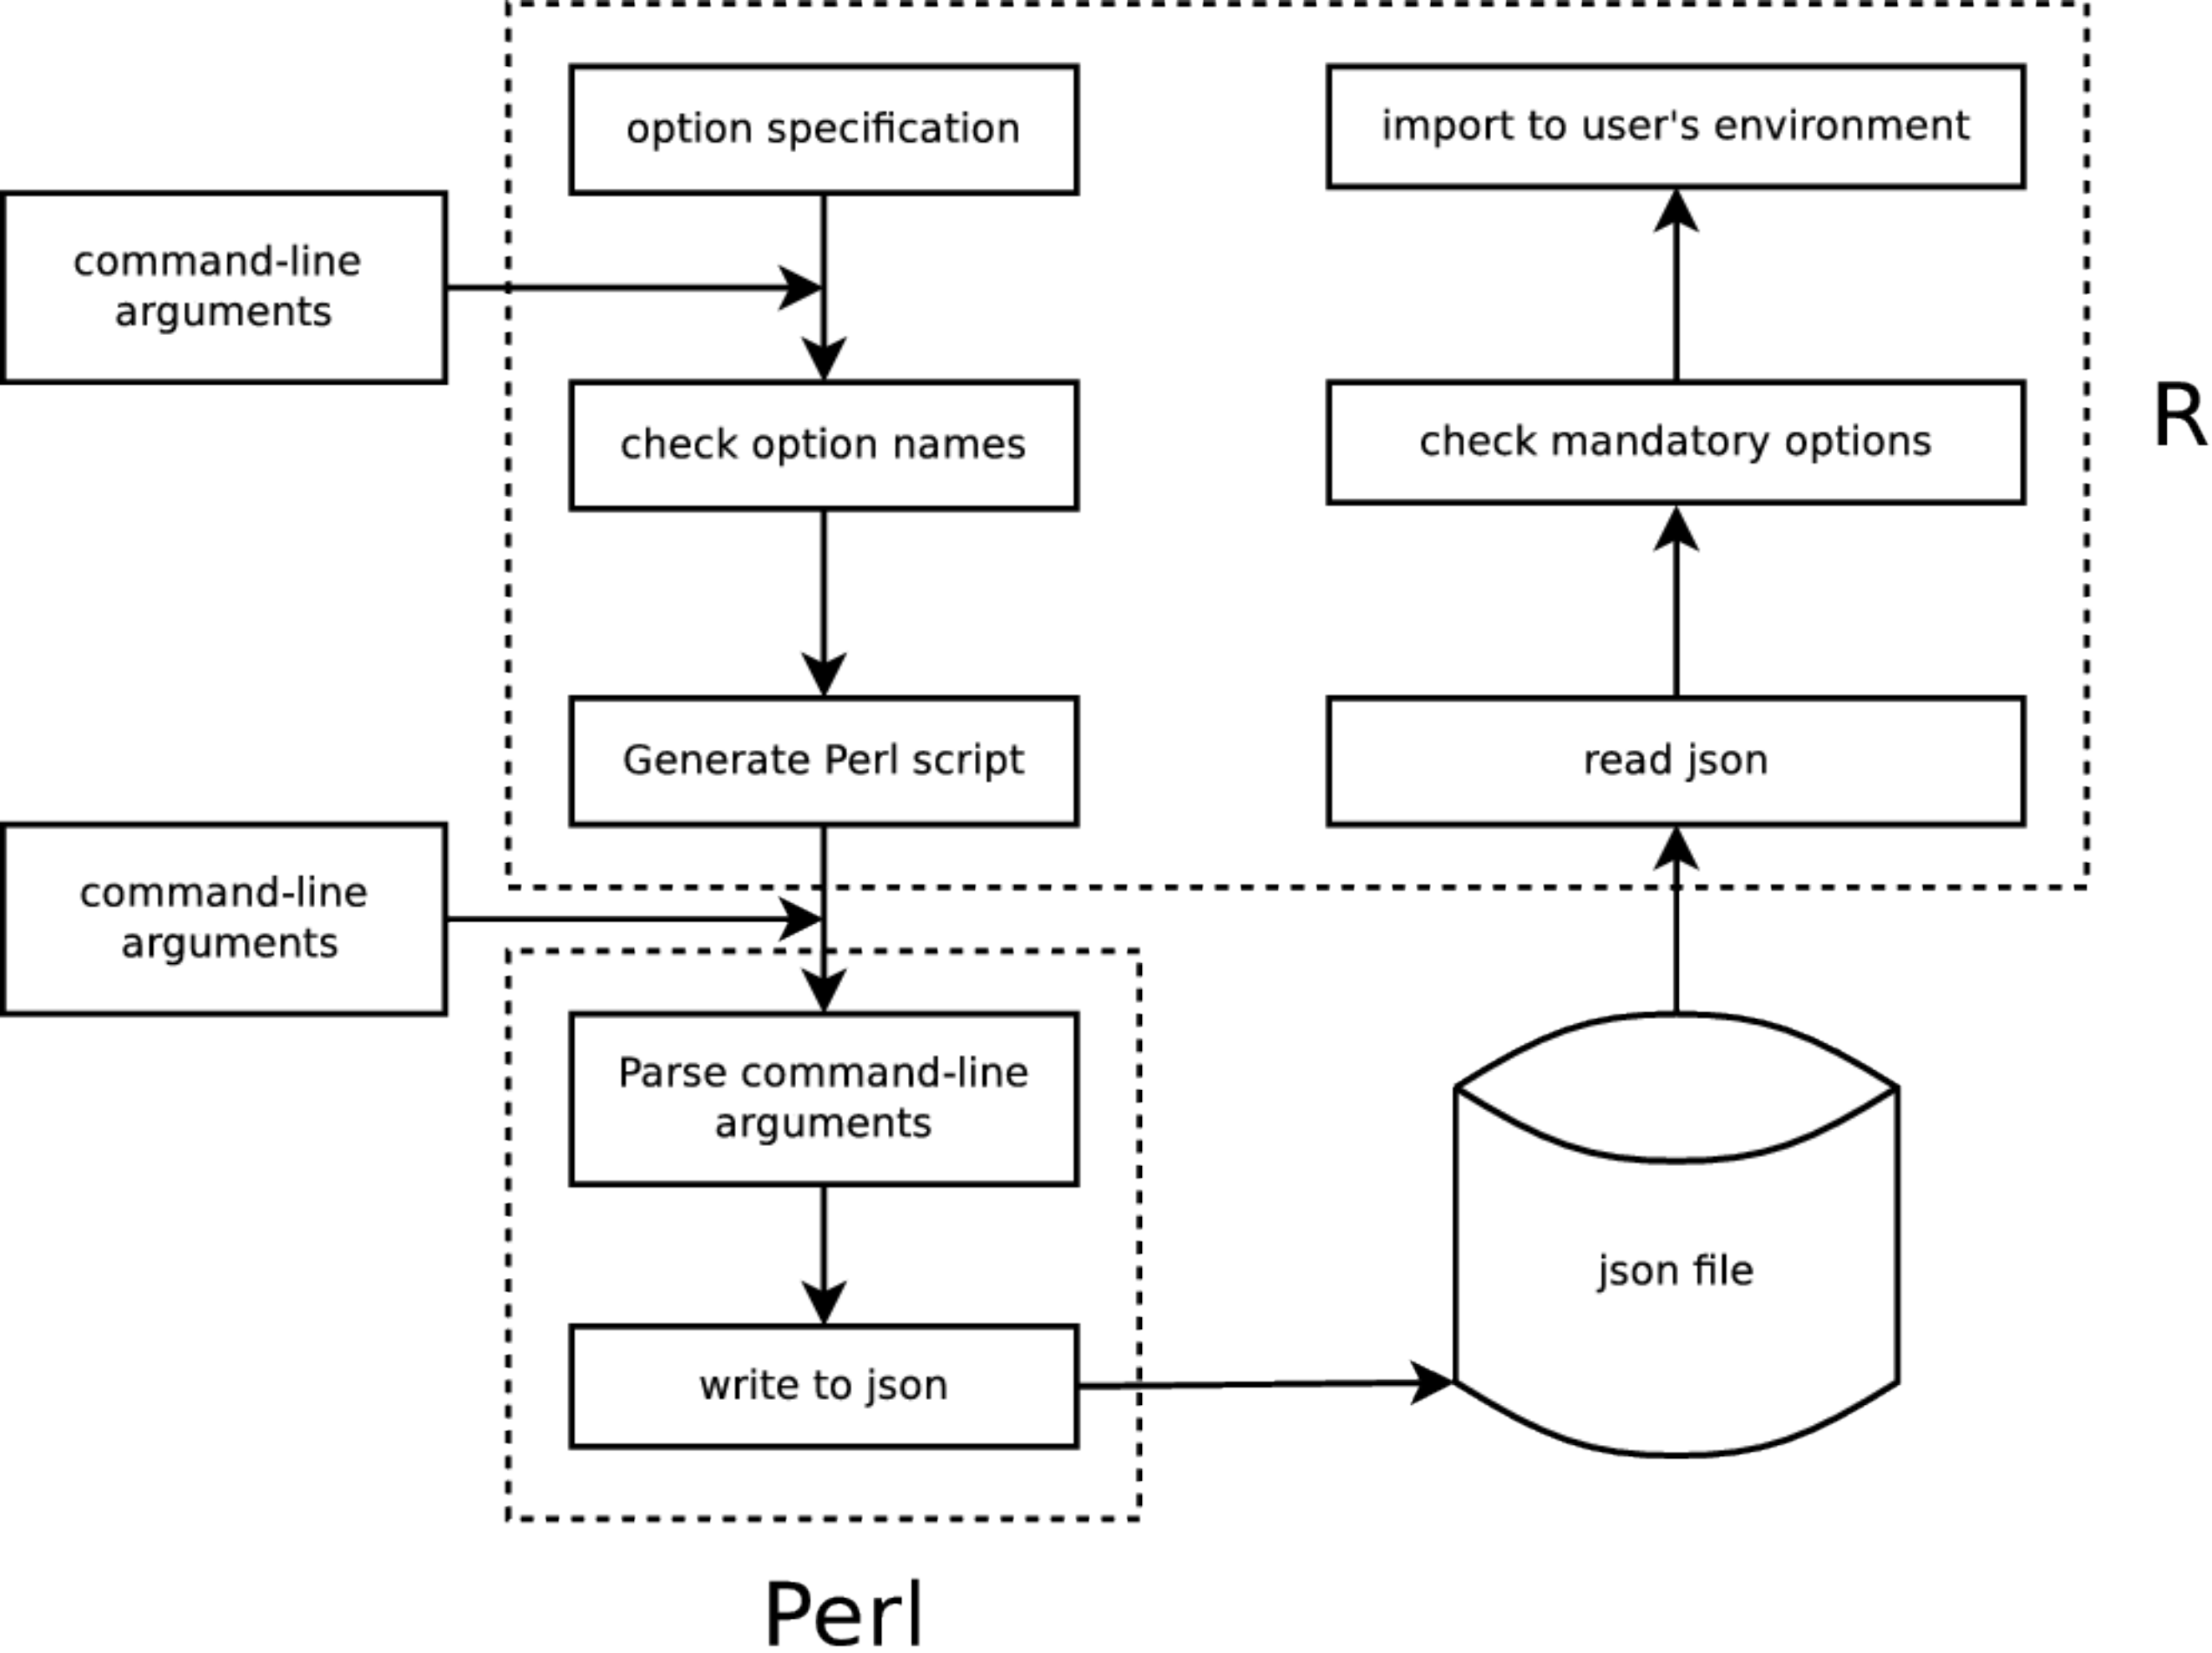 option specification
import to user's environment
command-line
arguments
check option names
check mandatory options
R
Generate Perl script
read json
command-line
arguments
Parse command-line
arguments
json file
write to json
Perl